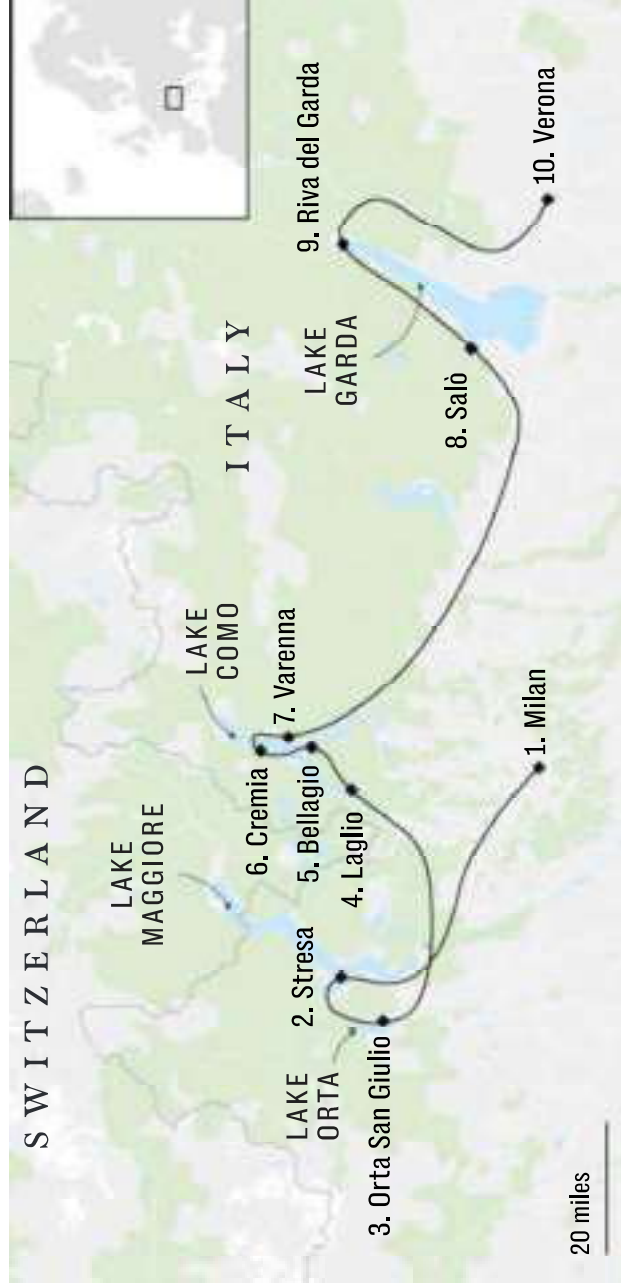 SWITZERLAND
LAKE
MAGGIORE
LAKE
COMO
ITALY
LAKE
GARDA
LAKE
ORTA
1. Milan
2. Stresa
3. Orta San Giulio
4. Laglio
5. Bellagio
6. Cremia
7. Varenna
8. Salò
9. Riva del Garda
10. Verona
20 miles